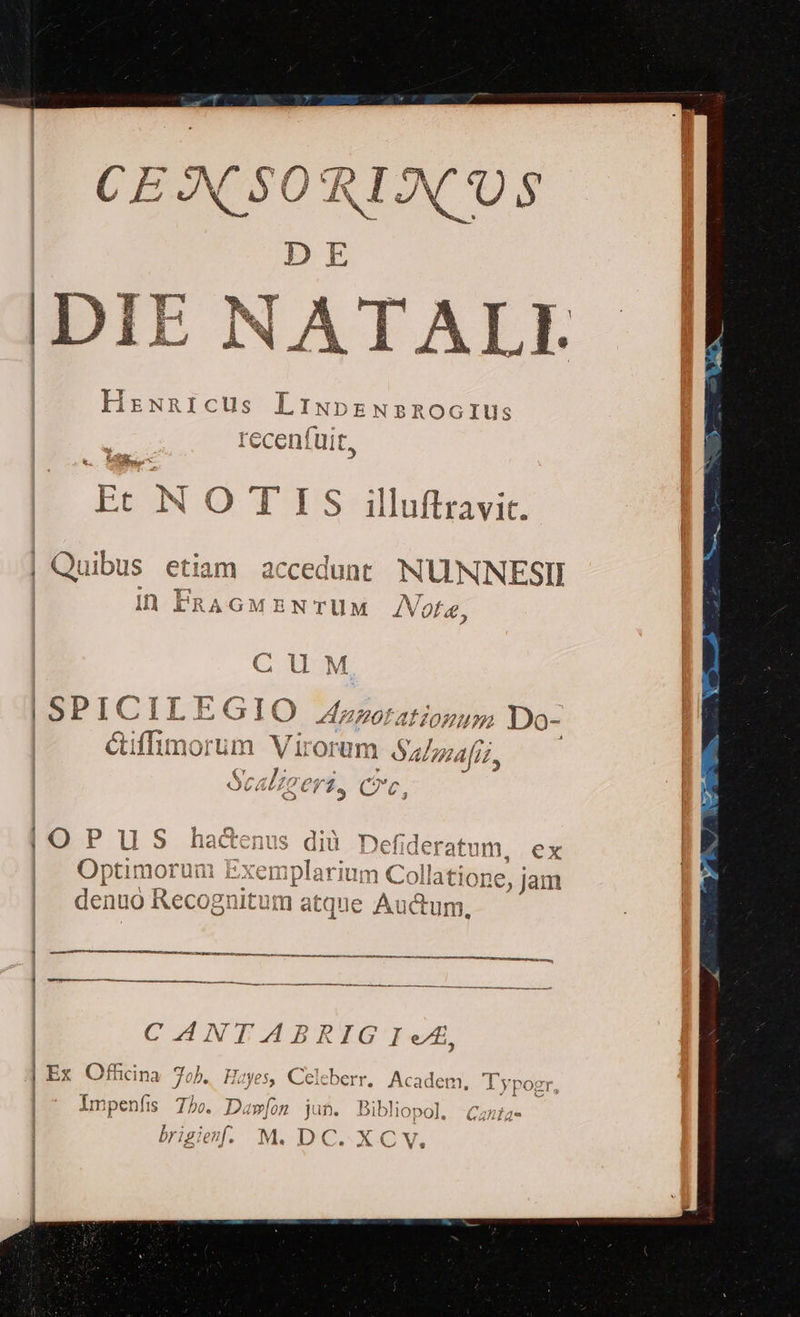 CENSORINUS
DE
DIE NATALI.
HENRICUS LINDENBROGIUS
recenſuit,
Et NOTIS illuſtravit.
Quibus etiam accedunt NUNNESII
in FRAGMENTUM Notæ,
CUM
SPICILEGIO Annotationum Do-
ctiſſimorum Virorum Salmaſii,
Scaligeri, &c,
OPUS hactenus diù Deſideratum, ex
Optimorum Exemplarium Collatione, jam
denuò Recognitum atque Auctum,
CANTABRIGIÆ,
Ex Officina Joh. Hayes, Celeberr. Academ, Typogr,
Impenſis Tho. Dawſon jun. Bibliopol. Canta-
brigienſ. M. DC. XCV.